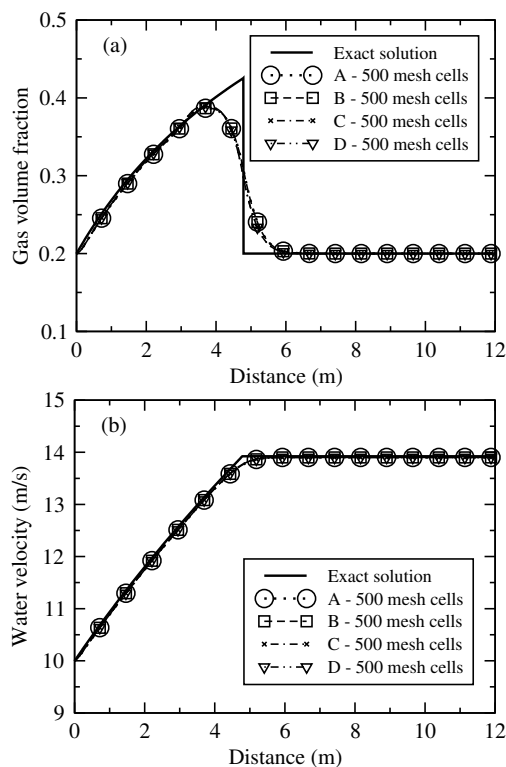 (a)
Exact solution
A - 500 mesh cells
B - 500 mesh cells
C - 500 mesh cells
D - 500 mesh cells
Gas volume fraction
0.5
0.4
0.3
0.2
0.1
0 2 4 6 8 10 12
Distance (m)
(b)
Exact solution
A - 500 mesh cells
B - 500 mesh cells
C - 500 mesh cells
D - 500 mesh cells
Water velocity (m/s)
15
14
13
12
11
10
9
0 2 4 6 8 10 12
Distance (m)